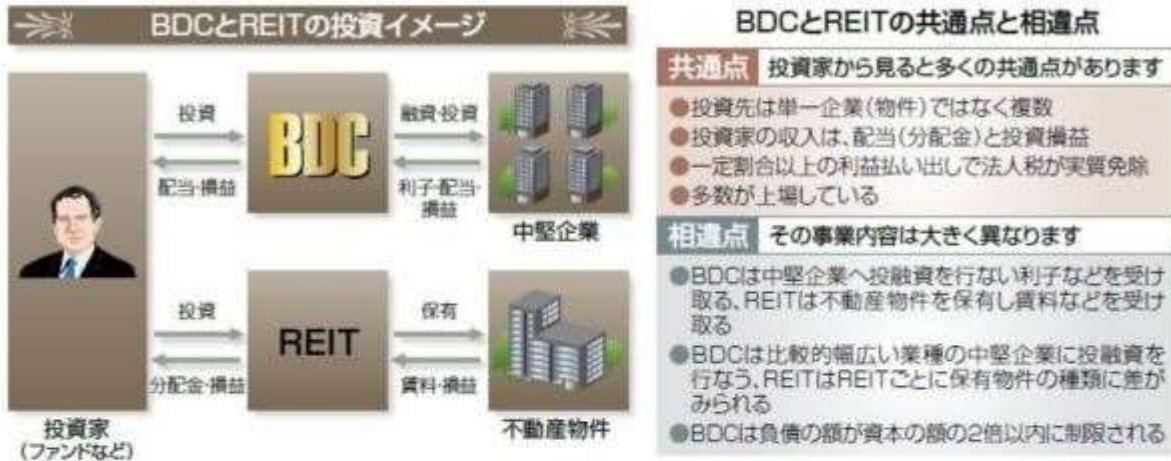 BDCとREITの投資イメージ
投資
配当・損益
BDC
融資・投資
利子・配当・
損益
中堅企業
投資
分配金・損益
REIT
保有
賃料・損益
不動産物件
投資家
(ファンドなど)
BDCとREITの共通点と相違点
共通点 投資家から見ると多くの共通点があります
●投資先は単一企業(物件)ではなく複数
●投資家の収入は、配当(分配金)と投資損益
●一定割合以上の利益払い出しで法人税が実質免除
●多数が上場している
相違点 その事業内容は大きく異なります
●BDCは中堅企業へ投融資を行ない利子などを受け
取る、REITは不動産物件を保有し賃料などを受け
取る
●BDCは比較的幅広い業種の中堅企業に投融資を
行なう、REITはREITごとに保有物件の種類に差が
みられる
●BDCは負債の額が資本の額の2倍以内に制限される